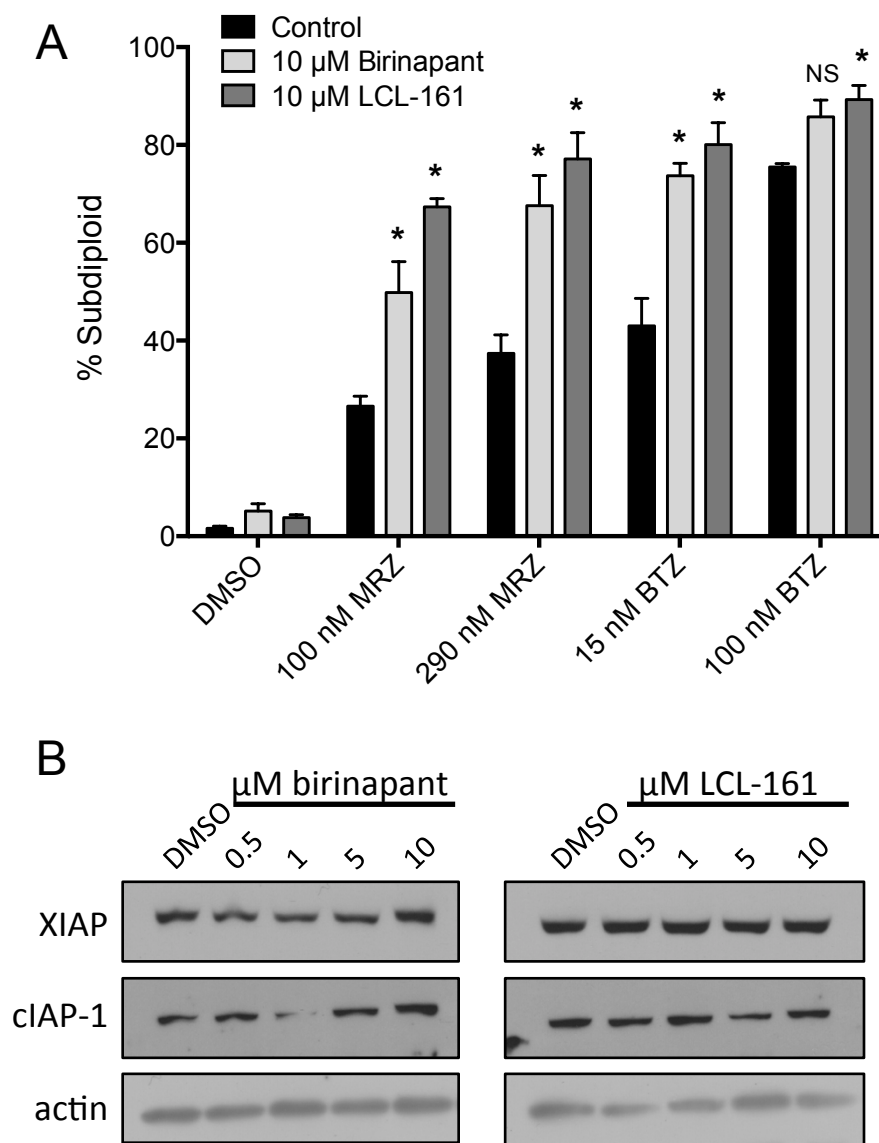 A
Control
10 µM Birinapant
10 µM LCL-161
% Subdiploid
100
80
60
40
20
0
* * * * * * NS *
DMSO
100 nM MRZ
290 nM MRZ
15 nM BTZ
100 nM BTZ
B
µM birinapant
µM LCL-161
DMSO 0.5 1 5 10
DMSO 0.5 1 5 10
XIAP
cIAP-1
actin